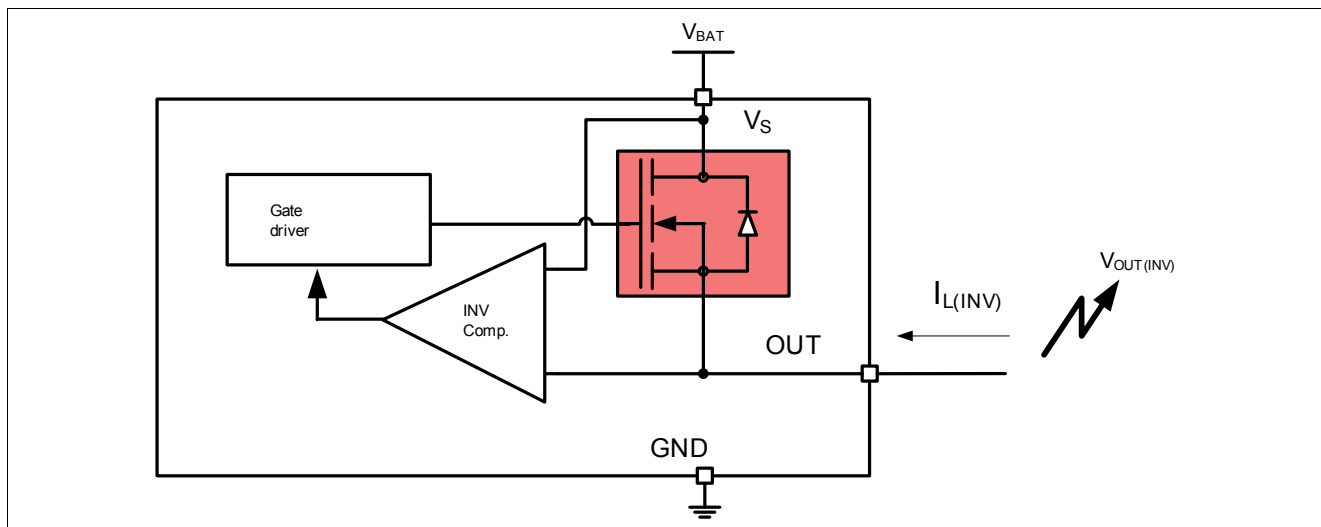 VBAT
VS
Gate
driver
INV
Comp.
VOUT(INV)
IL(INV)
OUT
GND